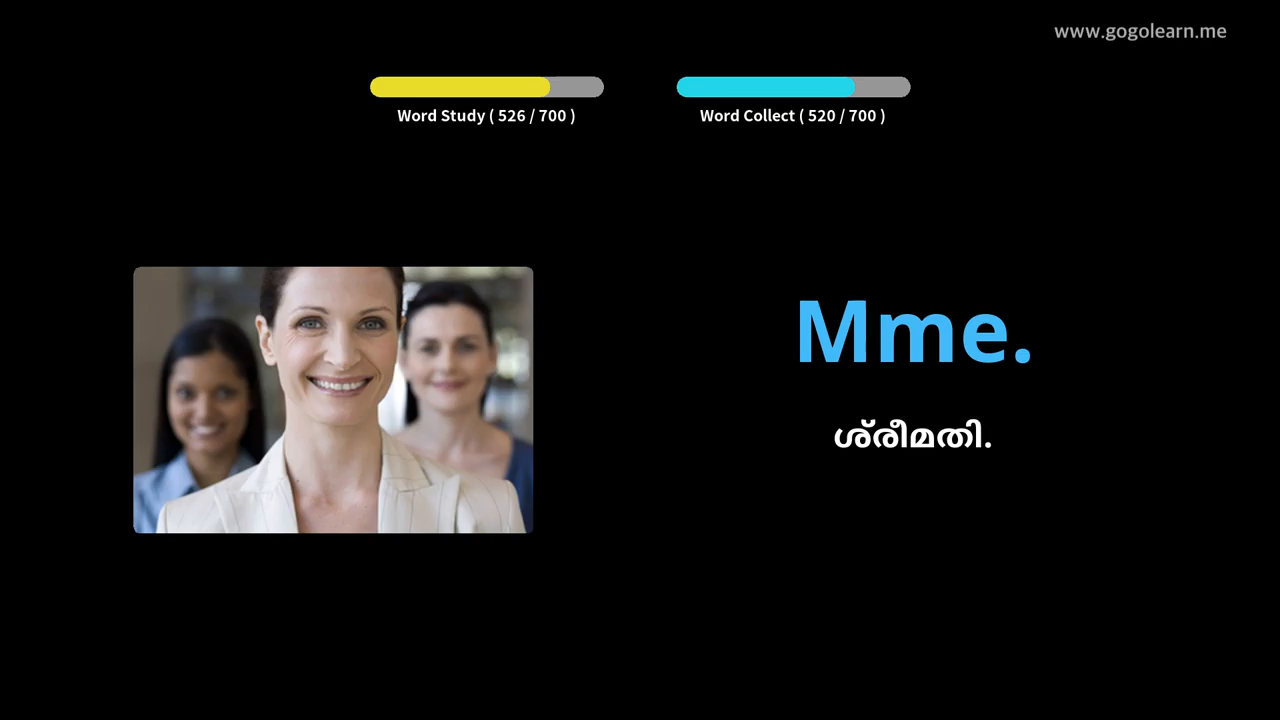 www.gogolearn.me
Word Study ( 526 / 700 )
Word Collect ( 520 / 700 )
Mme.
ശ്രീമതി.